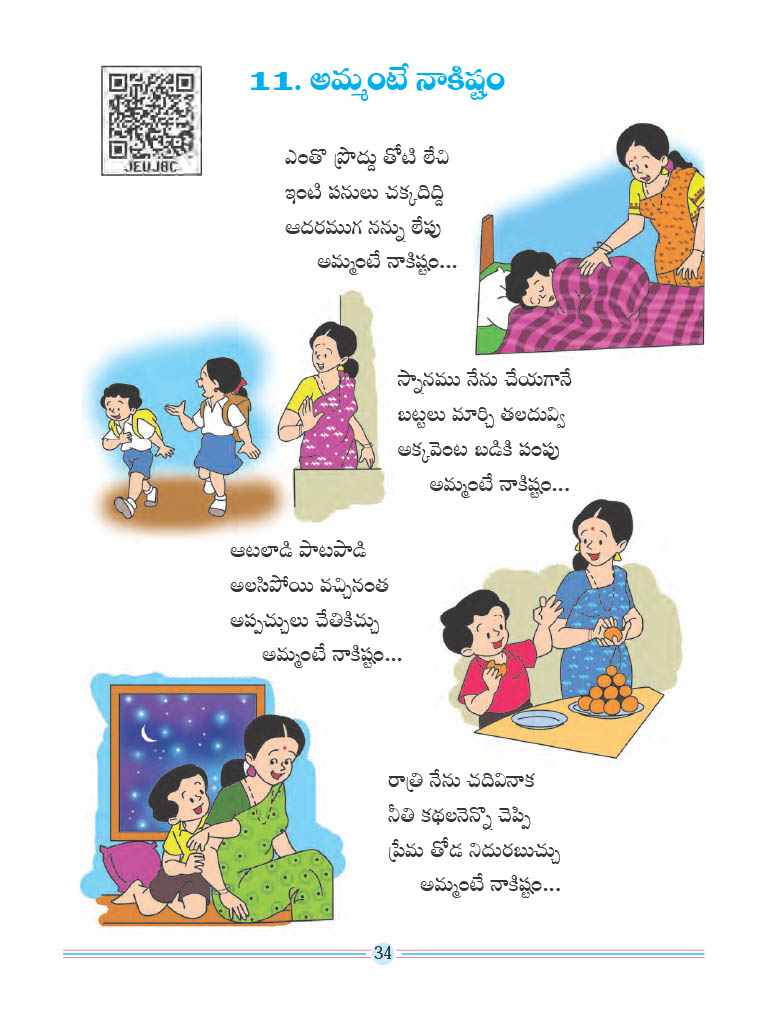 11. అమ్మంటే నాకిష్టం
JEUJ8C
ఎంతొ ప్రొద్దు తోటి లేచి
ఇంటి పనులు చక్కదిద్ది
ఆదరముగ నన్ను లేపు
అమ్మంటే నాకిష్టం...
స్నానము నేను చేయగానే
బట్టలు మార్చి తలదువ్వి
అక్కవెంట బడికి పంపు
అమ్మంటే నాకిష్టం...
ఆటలాడి పాటపాడి
అలసిపోయి వచ్చినంత
అప్పచ్చులు చేతికిచ్చు
అమ్మంటే నాకిష్టం...
రాత్రి నేను చదివినాక
నీతి కథలనెన్నొ చెప్పి
ప్రేమ తోడ నిదురబుచ్చు
అమ్మంటే నాకిష్టం...
34